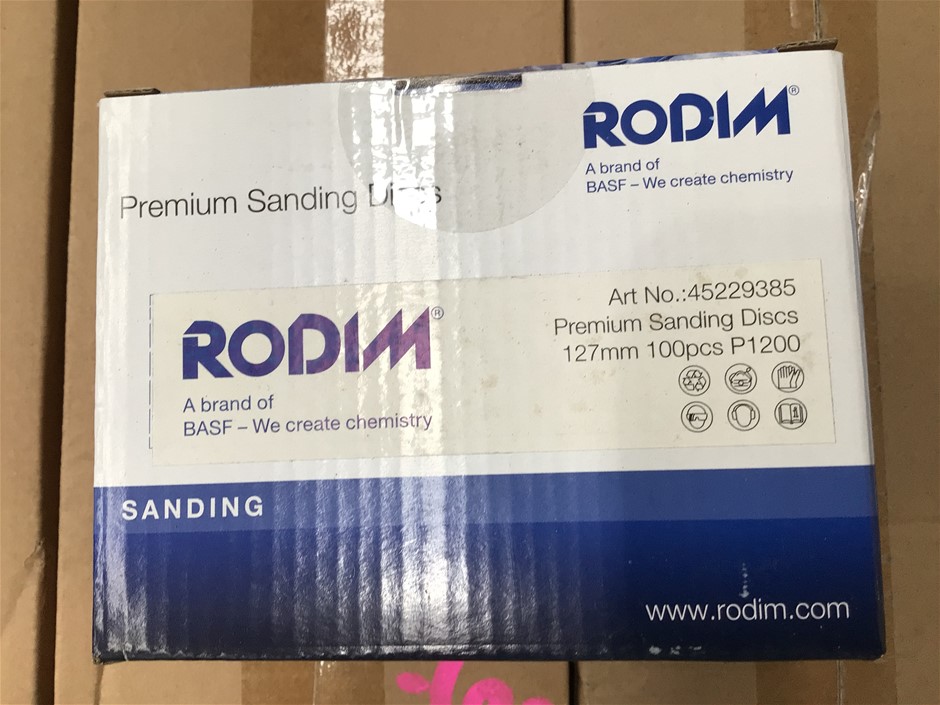 RODIM®
A brand of
BASF – We create chemistry
Premium Sanding Discs
RODIM®
A brand of
BASF – We create chemistry
Art No.:45229385
Premium Sanding Discs
127mm 100pcs P1200
SANDING
www.rodim.com